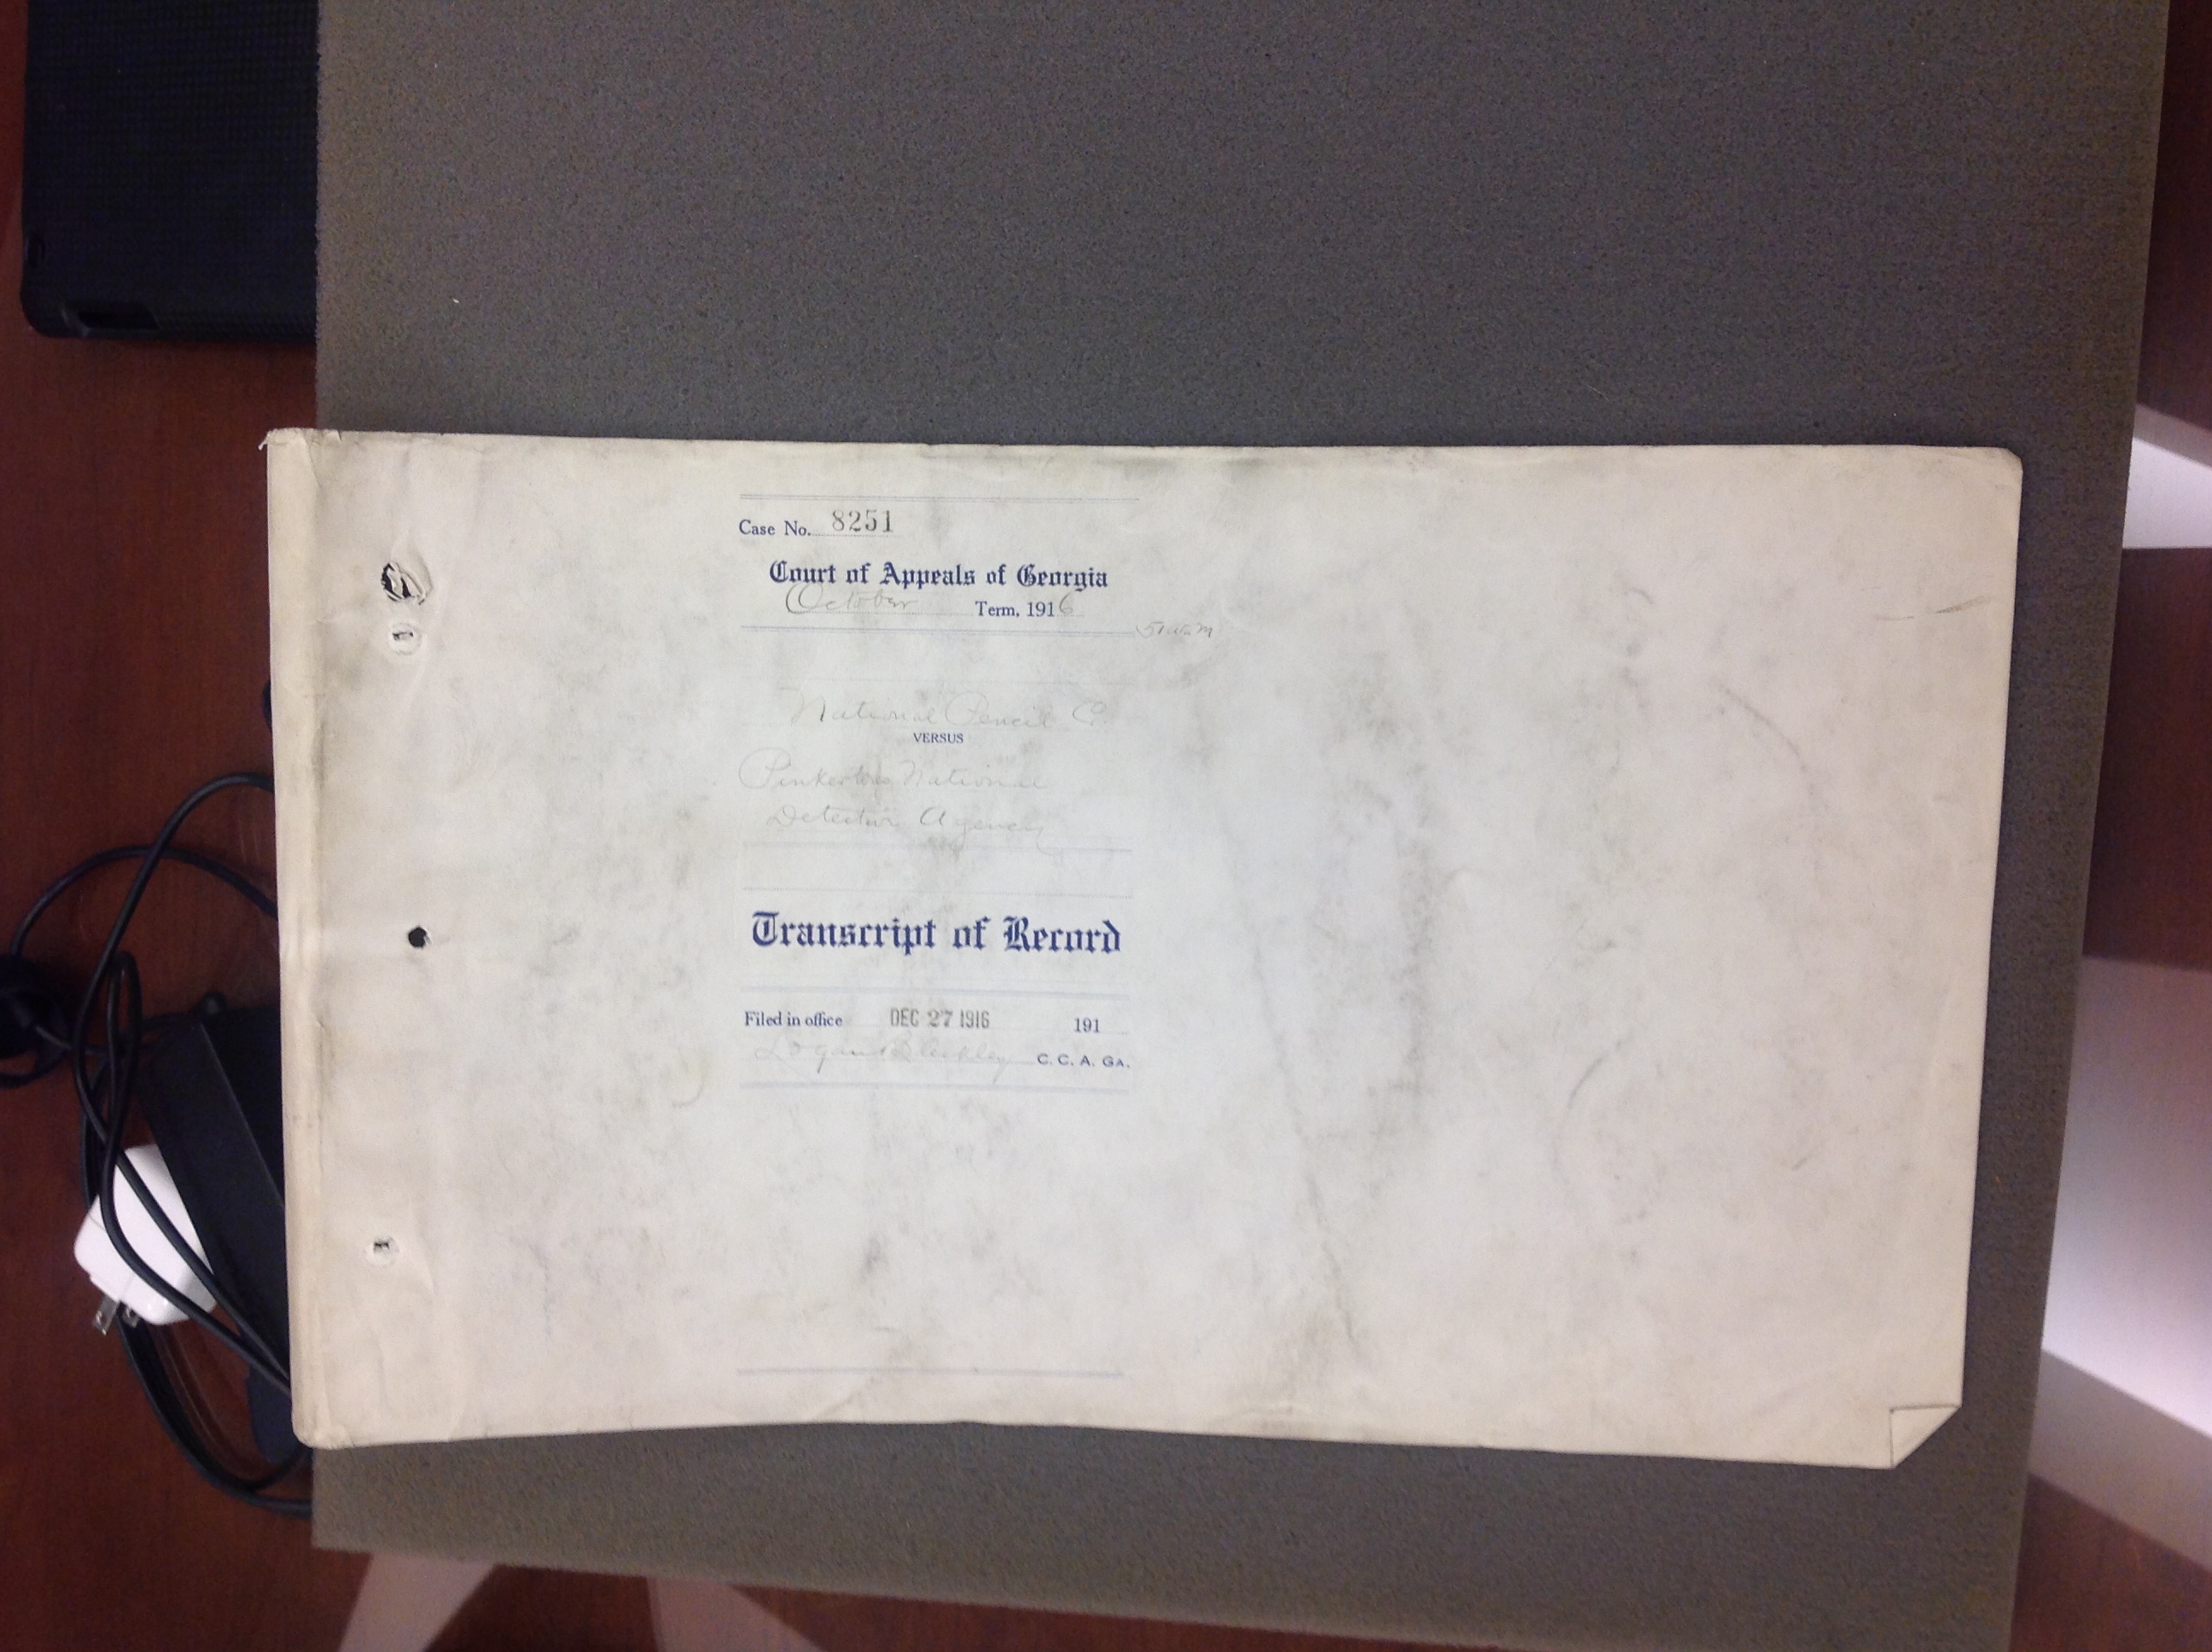 Case No. 8251
Court of Appeals of Georgia
October Term, 1916
National Pencil Co.
VERSUS
Pinkertons National
Detective Agency
Transcript of Record
Filed in office DEC 27 1916 191
Logan Bleckley C. C. A. GA.